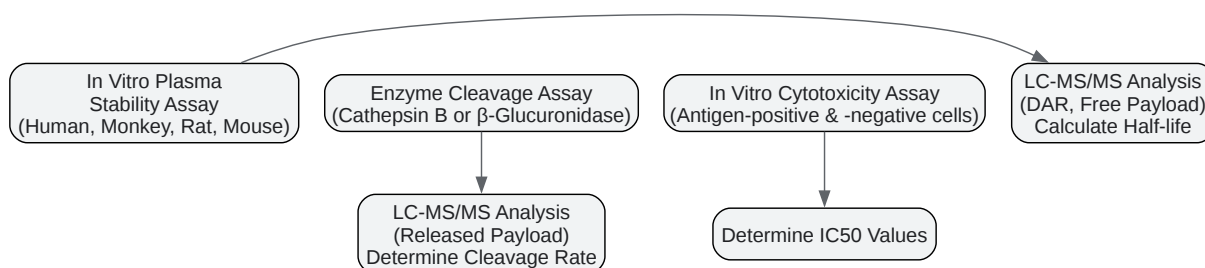 In Vitro Plasma
Stability Assay
(Human, Monkey, Rat, Mouse)
Enzyme Cleavage Assay
(Cathepsin B or β-Glucuronidase)
In Vitro Cytotoxicity Assay
(Antigen-positive & -negative cells)
LC-MS/MS Analysis
(DAR, Free Payload)
Calculate Half-life
LC-MS/MS Analysis
(Released Payload)
Determine Cleavage Rate
Determine IC50 Values